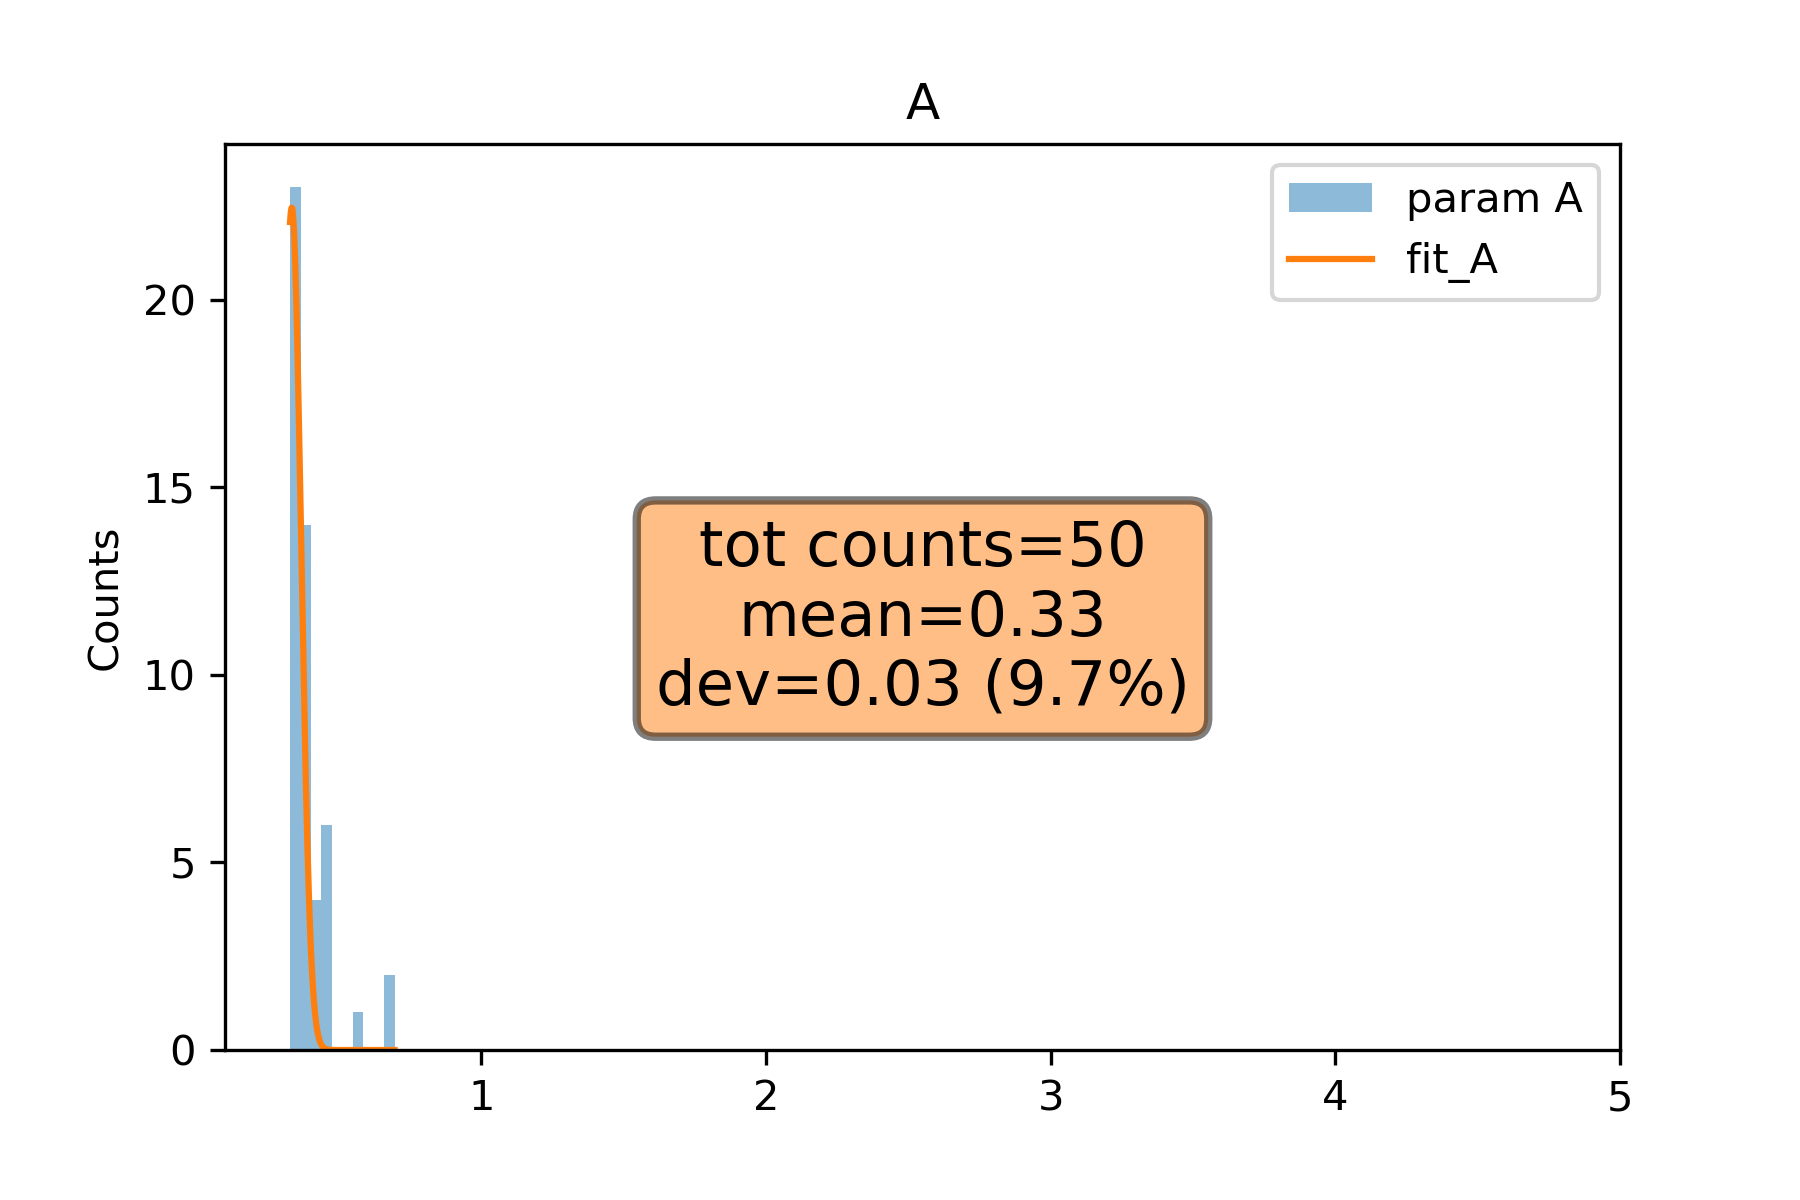 A
param A
fit_A
20
15
10
5
0
Counts
tot counts=50
mean=0.33
dev=0.03 (9.7%)
1 2 3 4 5